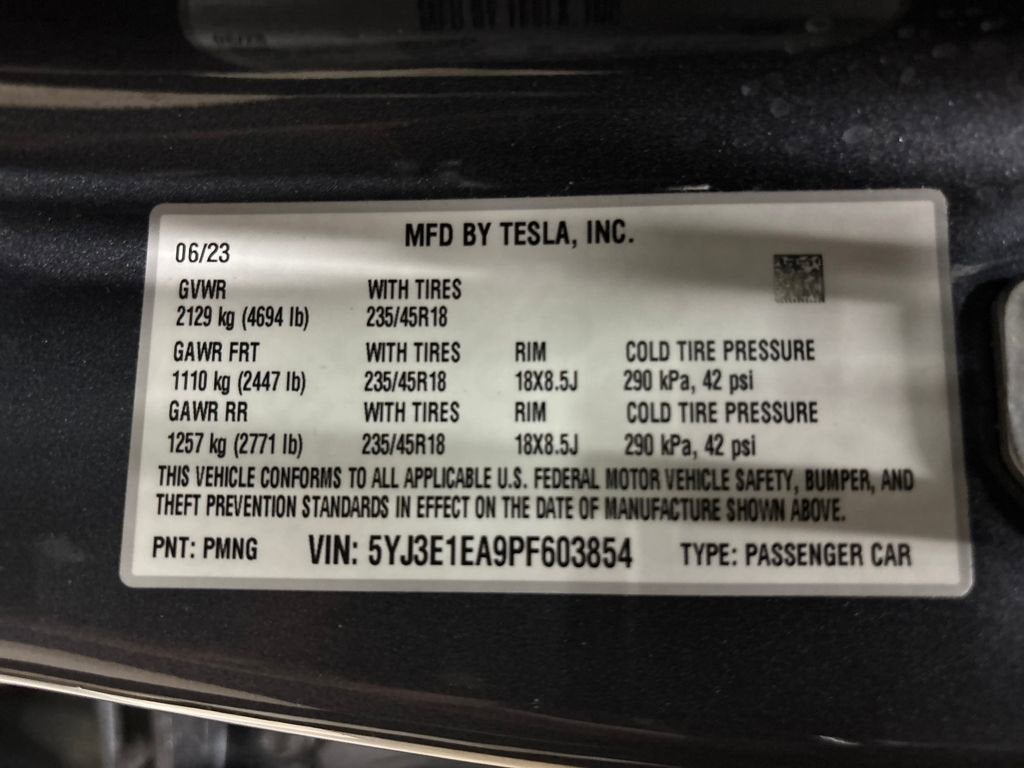 MFD BY TESLA, INC.
06/23
GVWR WITH TIRES
2129 kg (4694 lb) 235/45R18
GAWR FRT WITH TIRES RIM COLD TIRE PRESSURE
1110 kg (2447 lb) 235/45R18 18X8.5J 290 kPa, 42 psi
GAWR RR WITH TIRES RIM COLD TIRE PRESSURE
1257 kg (2771 lb) 235/45R18 18X8.5J 290 kPa, 42 psi
THIS VEHICLE CONFORMS TO ALL APPLICABLE U.S. FEDERAL MOTOR VEHICLE SAFETY, BUMPER, AND
THEFT PREVENTION STANDARDS IN EFFECT ON THE DATE OF MANUFACTURE SHOWN ABOVE.
PNT: PMNG VIN: 5YJ3E1EA9PF603854 TYPE: PASSENGER CAR